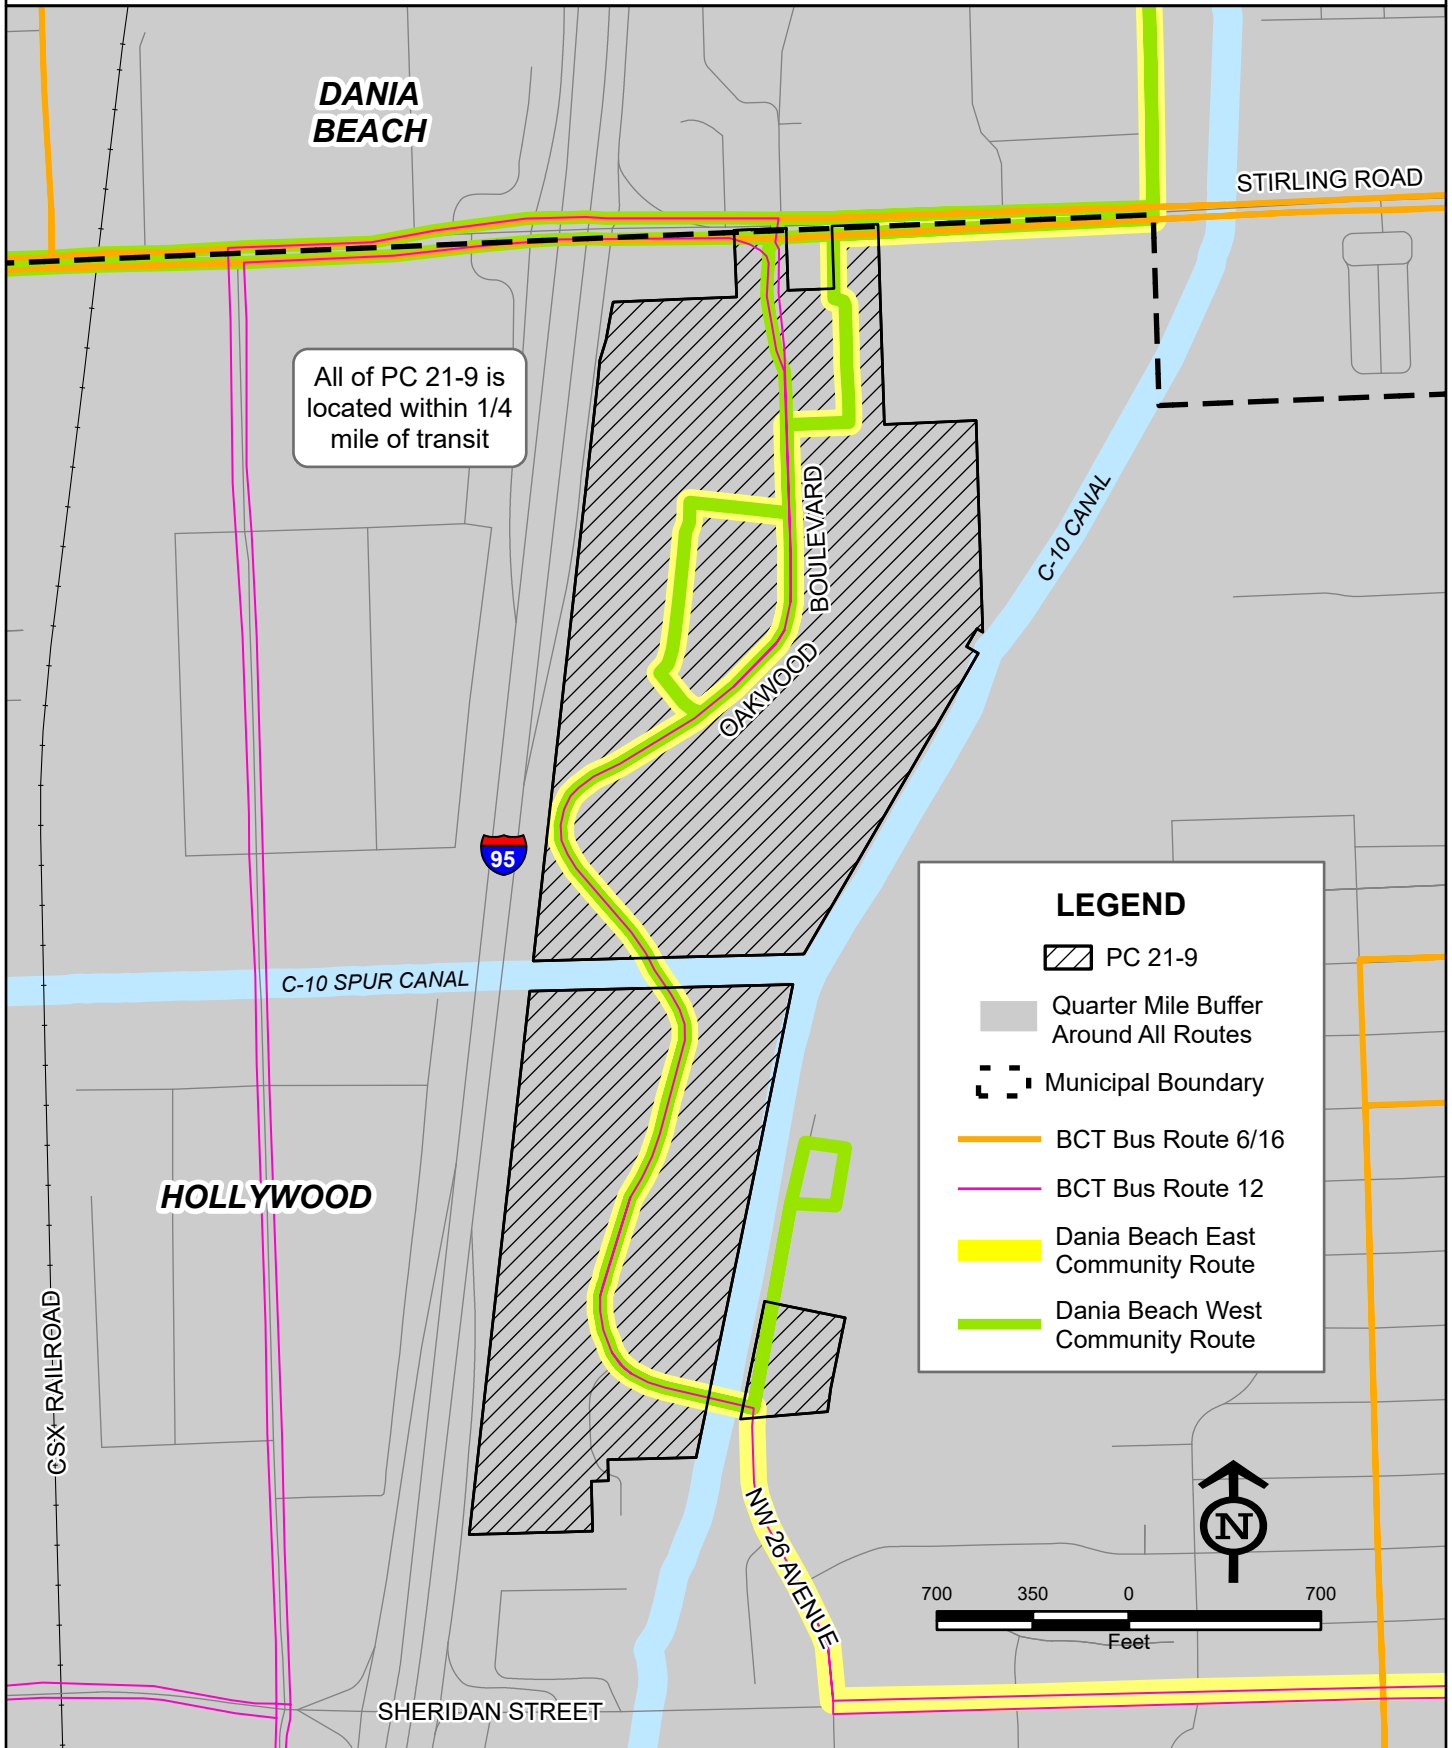 DANIA
BEACH
STIRLING ROAD
All of PC 21-9 is
located within 1/4
mile of transit
BOULEVARD
OAKWOOD
C-10 CANAL
95
C-10 SPUR CANAL
HOLLYWOOD
CSX RAILROAD
NW 26 AVENUE
SHERIDAN STREET
LEGEND
PC 21-9
Quarter Mile Buffer
Around All Routes
Municipal Boundary
BCT Bus Route 6/16
BCT Bus Route 12
Dania Beach East
Community Route
Dania Beach West
Community Route
N
700 350 0 700
Feet